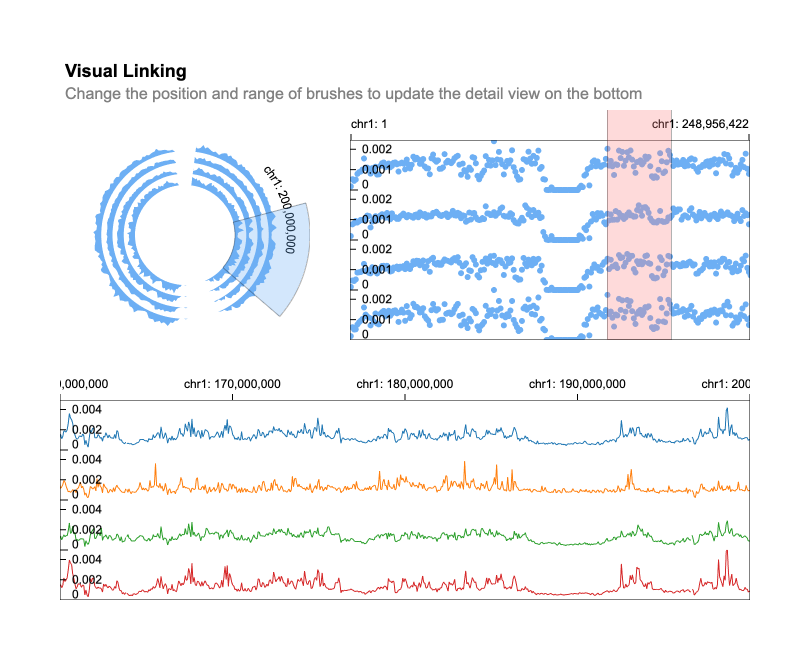 Visual Linking
Change the position and range of brushes to update the detail view on the bottom
chr1: 200,000,000
chr1: 1
chr1: 248,956,422
0.002
0.001
0
0.002
0.001
0
0.002
0.001
0
0.002
0.001
0
0,000,000
chr1: 170,000,000
chr1: 180,000,000
chr1: 190,000,000
chr1: 200
0.004
0.002
0
0.004
0.002
0
0.004
0.002
0
0.004
0.002
0